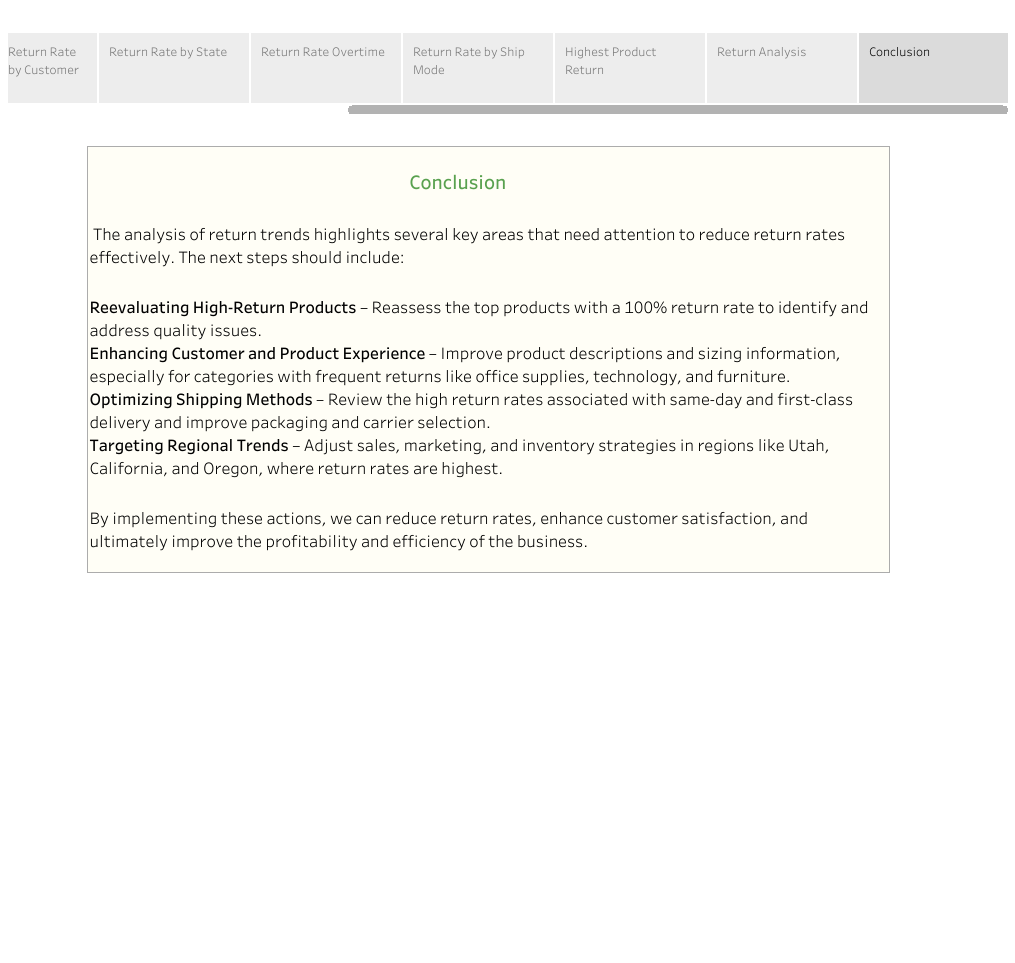 Return Rate
by Customer
Return Rate by State
Return Rate Overtime
Return Rate by Ship
Mode
Highest Product
Return
Return Analysis
Conclusion
Conclusion
The analysis of return trends highlights several key areas that need attention to reduce return rates
effectively. The next steps should include:
Reevaluating High-Return Products – Reassess the top products with a 100% return rate to identify and
address quality issues.
Enhancing Customer and Product Experience – Improve product descriptions and sizing information,
especially for categories with frequent returns like office supplies, technology, and furniture.
Optimizing Shipping Methods – Review the high return rates associated with same-day and first-class
delivery and improve packaging and carrier selection.
Targeting Regional Trends – Adjust sales, marketing, and inventory strategies in regions like Utah,
California, and Oregon, where return rates are highest.
By implementing these actions, we can reduce return rates, enhance customer satisfaction, and
ultimately improve the profitability and efficiency of the business.